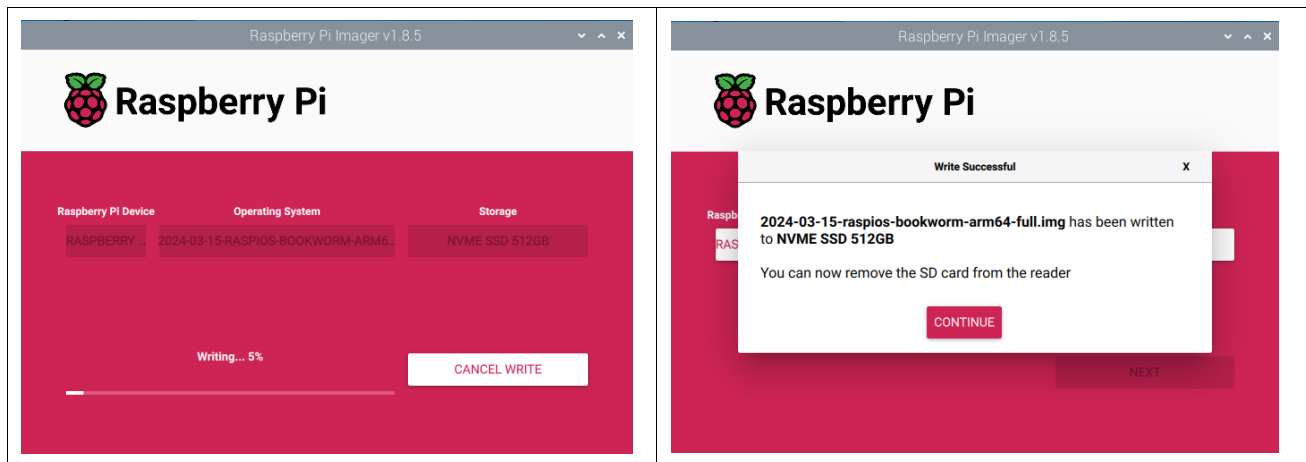 Raspberry Pi Imager v1.8.5
Raspberry Pi
Raspberry Pi Device
Operating System
Storage
RASPBERRY ...
2024-03-15-RASPIOS-BOOKWORM-ARM6...
NVME SSD 512GB
Writing... 5%
CANCEL WRITE
Raspberry Pi Imager v1.8.5
Raspberry Pi
Write Successful
X
Raspb
RAS
2024-03-15-raspios-bookworm-arm64-full.img has been written
to NVME SSD 512GB
You can now remove the SD card from the reader
CONTINUE
NEXT